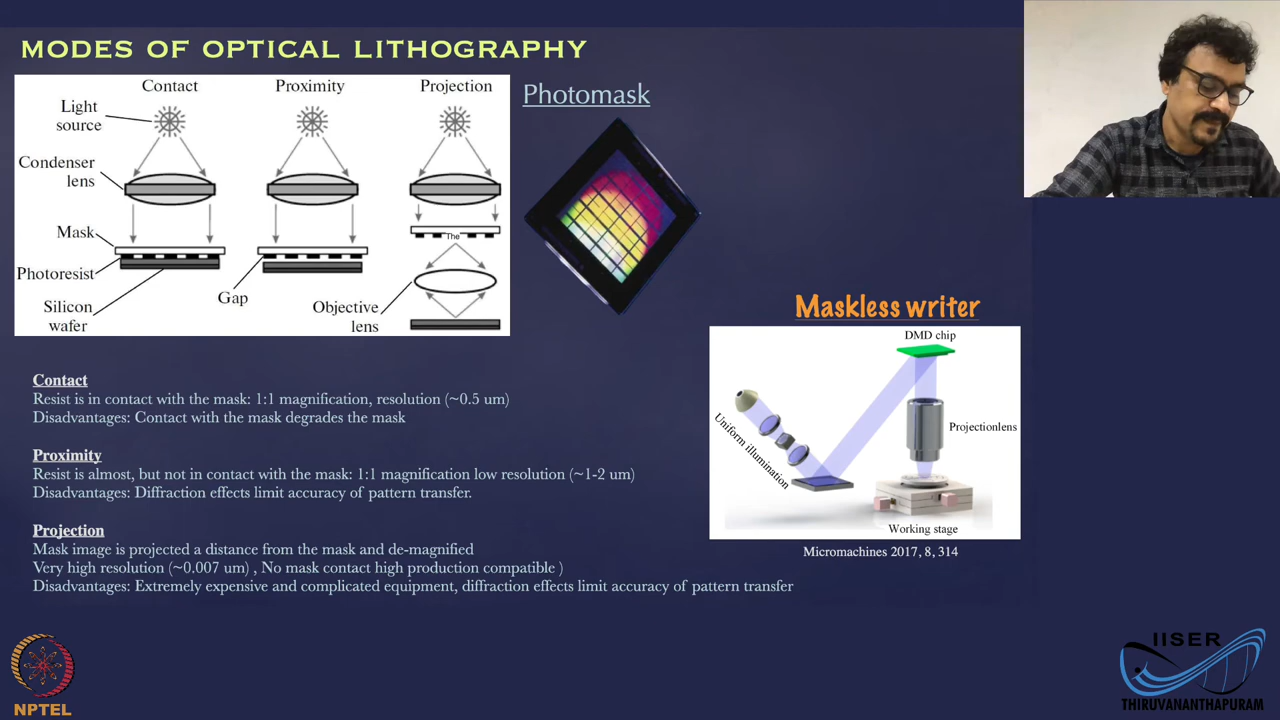 MODES OF OPTICAL LITHOGRAPHY
Contact
Proximity
Projection
Light
source
Condenser
lens
Mask
The
Photoresist
Gap
Silicon
wafer
Objective
lens
Photomask
Maskless writer
DMD chip
Uniform illumination
Projectionlens
Working stage
Micromachines 2017, 8, 314
Contact
Resist is in contact with the mask: 1:1 magnification, resolution (~0.5 um)
Disadvantages: Contact with the mask degrades the mask
Proximity
Resist is almost, but not in contact with the mask: 1:1 magnification low resolution (~1-2 um)
Disadvantages: Diffraction effects limit accuracy of pattern transfer.
Projection
Mask image is projected a distance from the mask and de-magnified
Very high resolution (~0.007 um) , No mask contact high production compatible )
Disadvantages: Extremely expensive and complicated equipment, diffraction effects limit accuracy of pattern transfer
NPTEL
IISER
THIRUVANANTHAPURAM